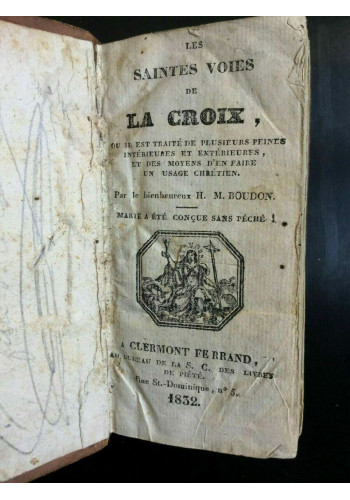 LES
SAINTES VOIES
DE
LA CROIX,
OU IL EST TRAITÉ DE PLUSIEURS PEINES
INTÉRIEURES ET EXTÉRIEURES,
ET DES MOYENS D'EN FAIRE
UN USAGE CHRÉTIEN.
Par le bienheureux H. M. BOUDON.
MARIE A ÉTÉ CONÇUE SANS PÉCHÉ !
A CLERMONT FERRAND,
AU BUREAU DE LA S. C. DES LIVRES
DE PIÉTÉ.
Rue St.-Dominique, n° 5.
1832.